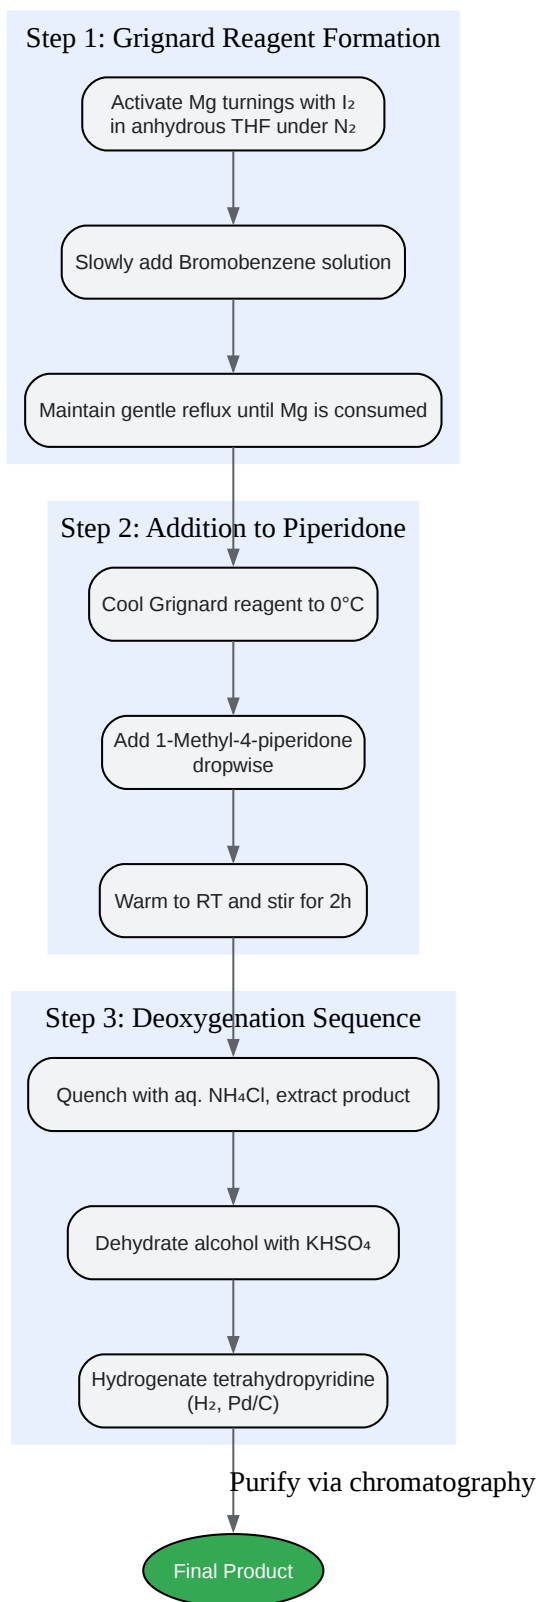 Step 1: Grignard Reagent Formation
Activate Mg turnings with I₂
in anhydrous THF under N₂
Slowly add Bromobenzene solution
Maintain gentle reflux until Mg is consumed
Step 2: Addition to Piperidone
Cool Grignard reagent to 0°C
Add 1-Methyl-4-piperidone
dropwise
Warm to RT and stir for 2h
Step 3: Deoxygenation Sequence
Quench with aq. NH₄Cl, extract product
Dehydrate alcohol with KHSO₄
Hydrogenate tetrahydropyridine
(H₂, Pd/C)
Purify via chromatography
Final Product